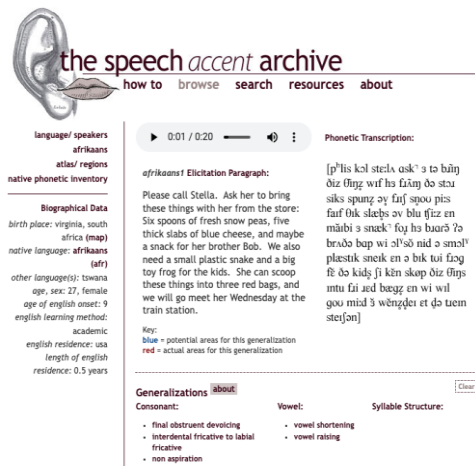 the speech accent archive
how to browse search resources about
language/ speakers
afrikaans
atlas/ regions
native phonetic inventory
Biographical Data
birth place: virginia, south
africa (map)
native language: afrikaans
(afr)
other language(s): tswana
age, sex: 27, female
age of english onset: 9
english learning method:
academic
english residence: usa
length of english
residence: 0.5 years
0:01 / 0:20
afrikaans1 Elicitation Paragraph:
Please call Stella. Ask her to bring
these things with her from the store:
Six spoons of fresh snow peas, five
thick slabs of blue cheese, and maybe
a snack for her brother Bob. We also
need a small plastic snake and a big
toy frog for the kids. She can scoop
these things into three red bags, and
we will go meet her Wednesday at the
train station.
Key:
blue = potential areas for this generalization
red = actual areas for this generalization
Phonetic Transcription:
Generalizations about
Clear
Consonant:
final obstruent devoicing
interdental fricative to labial
fricative
non aspiration
Vowel:
vowel shortening
vowel raising
Syllable Structure: